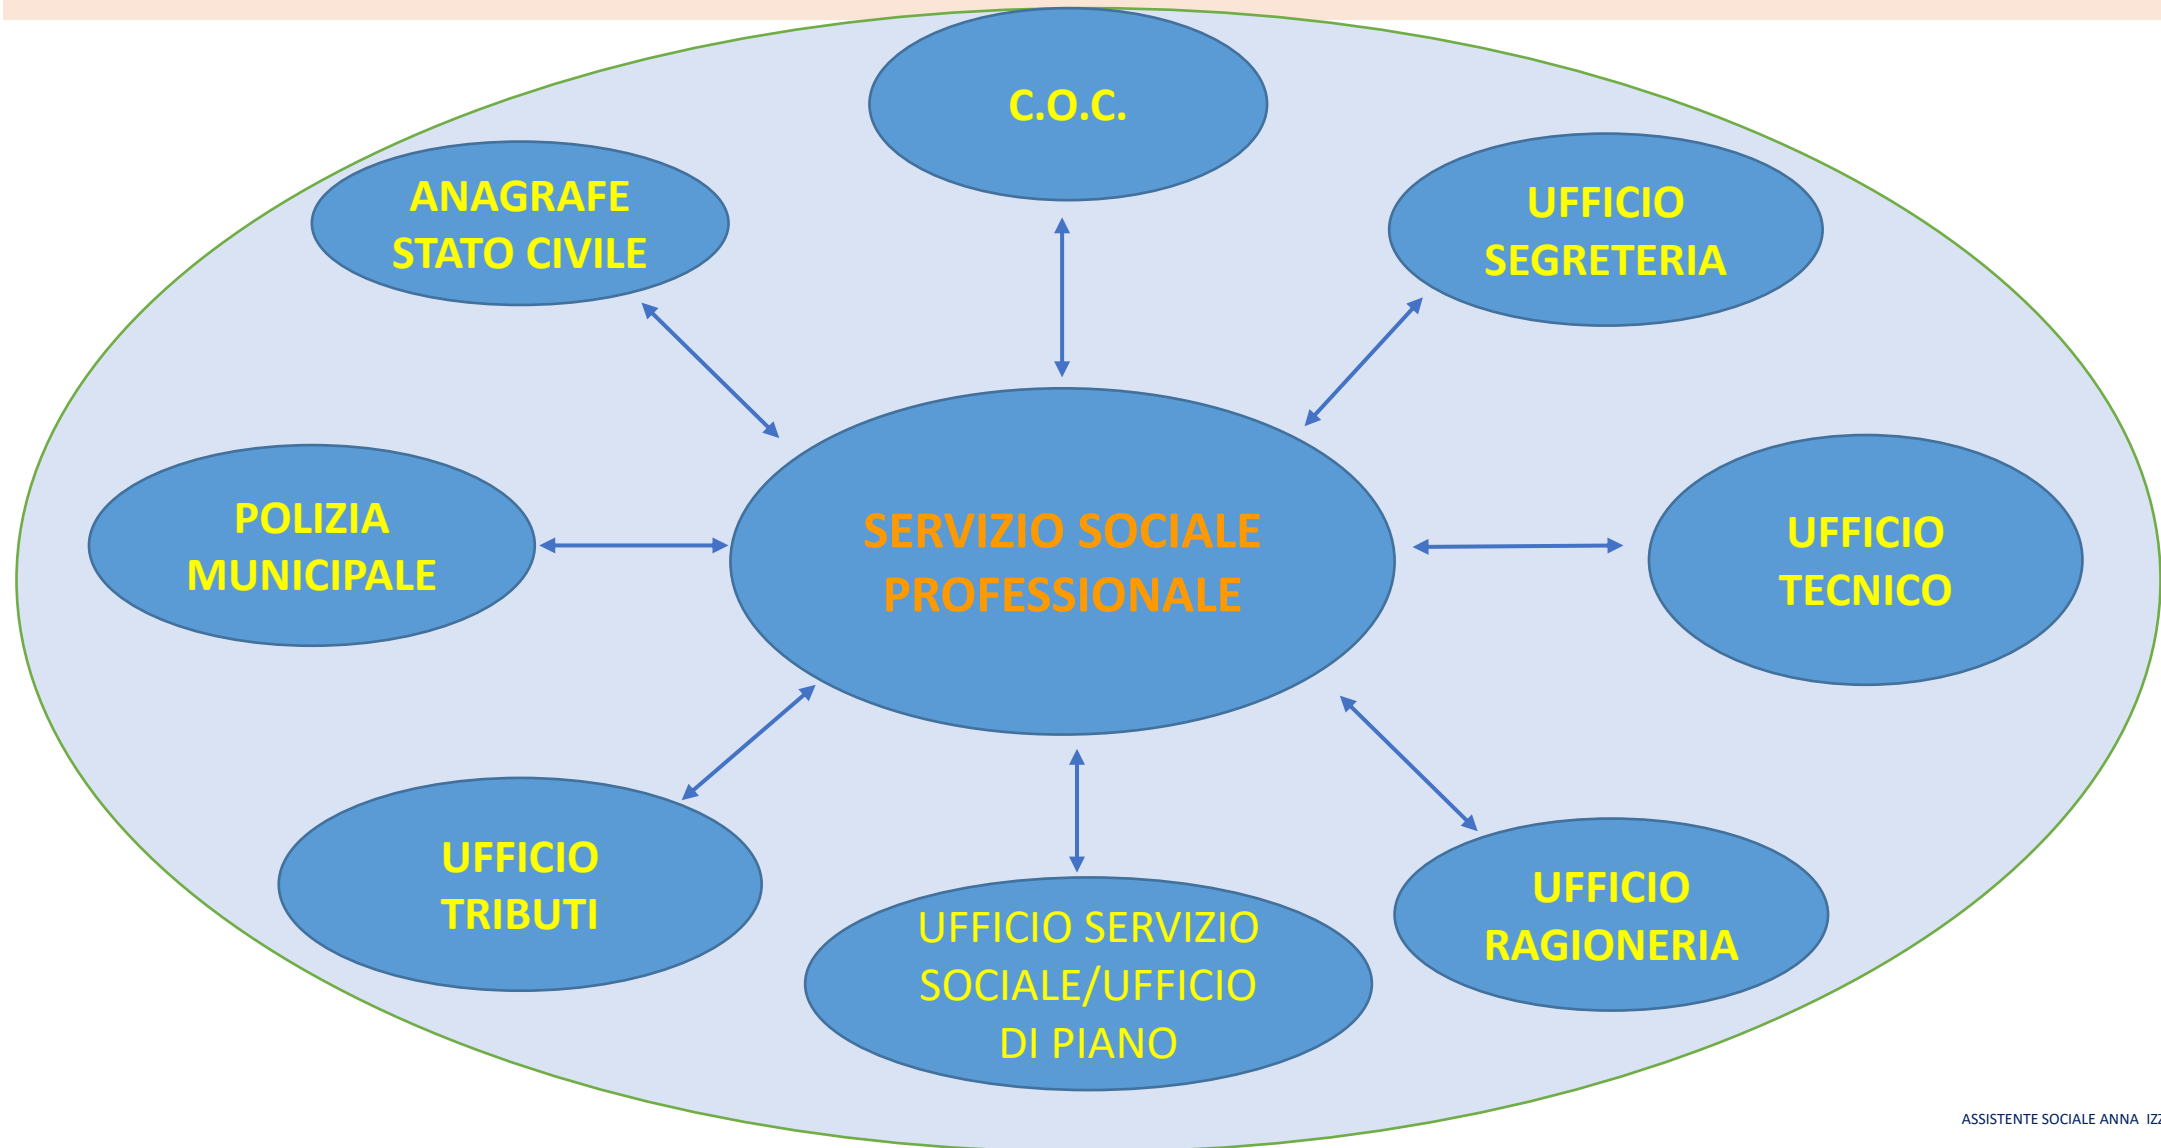 C.O.C.
ANAGRAFE
STATO CIVILE
UFFICIO
SEGRETERIA
POLIZIA
MUNICIPALE
SERVIZIO SOCIALE
PROFESSIONALE
UFFICIO
TECNICO
UFFICIO
TRIBUTI
UFFICIO SERVIZIO
SOCIALE/UFFICIO
DI PIANO
UFFICIO
RAGIONERIA
ASSISTENTE SOCIALE ANNA